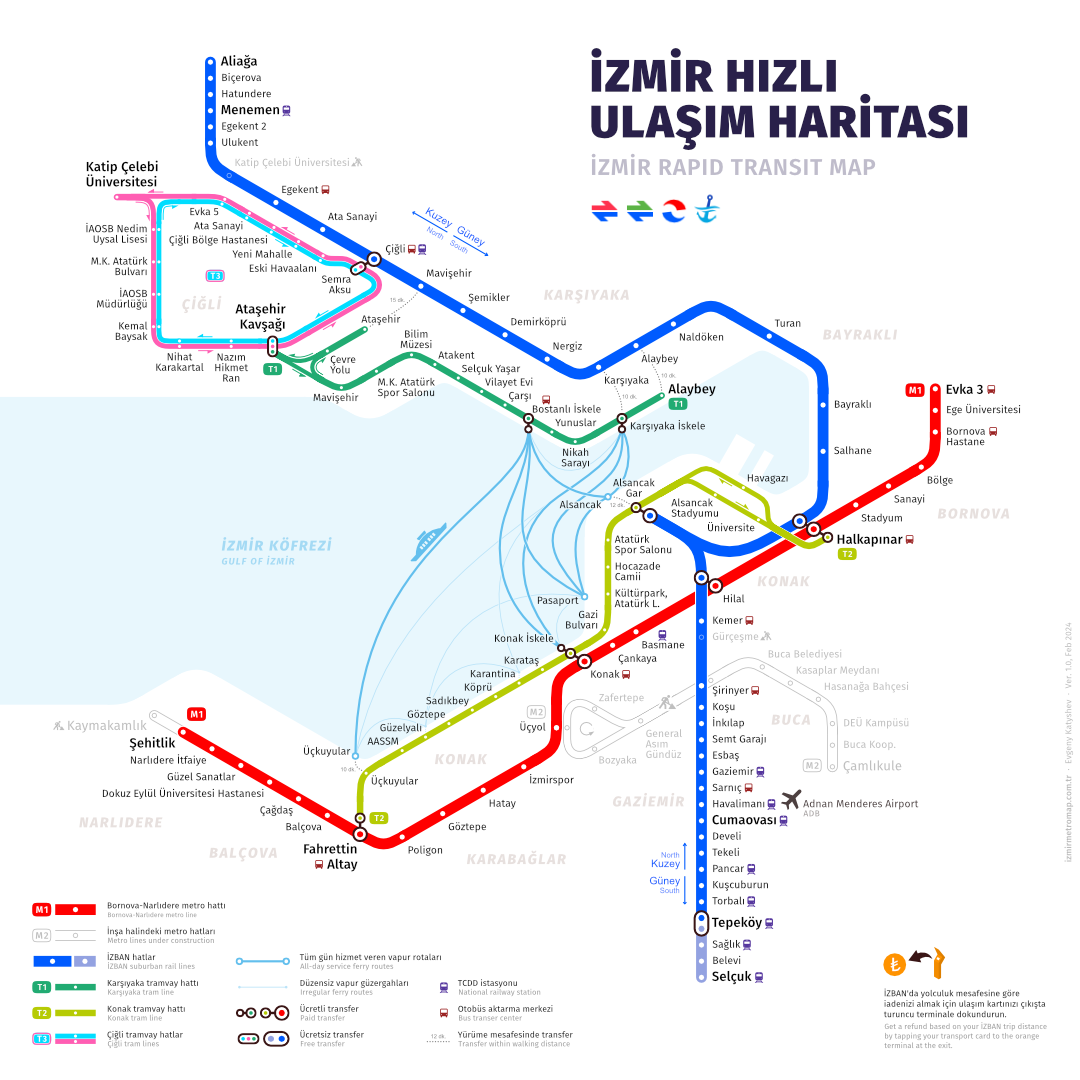 İZMİR HIZLI
ULAŞIM HARİTASI
İZMİR RAPID TRANSIT MAP
Aliağa
Biçerova
Hatundere
Menemen
Egekent 2
Ulukent
Katip Çelebi Üniversitesi
Egekent
Ata Sanayi
Çiğli
Kuzey
North
Güney
South
Mavişehir
Şemikler
Demirköprü
Nergiz
Karşıyaka
Alaybey
Naldöken
Turan
Bayraklı
Salhane
Katip Çelebi
Üniversitesi
Evka 5
Ata Sanayi
Çiğli Bölge Hastanesi
Yeni Mahalle
Eski Havaalanı
Semra
Aksu
İAOSB Nedim
Uysal Lisesi
M.K. Atatürk
Bulvarı
İAOSB
Müdürlüğü
Kemal
Baysak
Nihat
Karakartal
Nazım
Hikmet
Ran
T3
ÇİĞLİ
Ataşehir
Kavşağı
T1
15 dk.
Ataşehir
Çevre
Yolu
Mavişehir
Bilim
Müzesi
M.K. Atatürk
Spor Salonu
Atakent
Selçuk Yaşar
Vilayet Evi
Çarşı
Bostanlı İskele
Yunuslar
Nikah
Sarayı
Karşıyaka İskele
10 dk.
10 dk.
Alaybey
T1
KARŞIYAKA
BAYRAKLI
M1
Evka 3
Ege Üniversitesi
Bornova
Hastane
Bölge
Sanayi
Stadyum
BORNOVA
Halkapınar
T2
Havagazı
Alsancak
Gar
Alsancak
Stadyumu
Üniversite
Alsancak
12 dk.
Atatürk
Spor Salonu
Hocazade
Camii
Kültürpark,
Atatürk L.
Pasaport
Gazi
Bulvarı
Konak İskele
Karataş
Karantina
Köprü
Sadıkbey
Göztepe
Güzelyalı
AASSM
Üçkuyular
10 dk.
Üçkuyular
T2
İZMİR KÖFREZİ
GULF OF İZMİR
KONAK
Hilal
Basmane
Çankaya
Konak
Kemer
Gürçeşme
Şirinyer
Koşu
İnkılap
Semt Garajı
Esbaş
Gaziemir
Sarnıç
Havalimanı
Adnan Menderes Airport
ADB
Cumaovası
Develi
Tekeli
Pancar
Kuşcuburun
Torbalı
Tepeköy
Sağlık
Belevi
Selçuk
North
Kuzey
Güney
South
Buca Belediyesi
Kasaplar Meydanı
Hasanağa Bahçesi
BUCA
DEÜ Kampüsü
Buca Koop.
M2
Çamlıkule
Zafertepe
M2
Üçyol
General
Asım
Gündüz
Bozyaka
GAZİEMİR
KONAK
İzmirspor
Hatay
Göztepe
Poligon
KARABAĞLAR
Kaymakamlık
M1
Şehitlik
Narlıdere İtfaiye
Güzel Sanatlar
Dokuz Eylül Üniversitesi Hastanesi
Çağdaş
Balçova
Fahrettin
Altay
NARLIDERE
BALÇOVA
M1
Bornova-Narlıdere metro hattı
Bornova-Narlıdere metro line
M2
İnşa halindeki metro hatları
Metro lines under construction
İZBAN hatlar
İZBAN suburban rail lines
T1
Karşıyaka tramvay hattı
Karşıyaka tram line
T2
Konak tramvay hattı
Konak tram line
T3
Çiğli tramvay hatlar
Çiğli tram lines
Tüm gün hizmet veren vapur rotaları
All-day service ferry routes
Düzensiz vapur güzergahları
Irregular ferry routes
Ücretli transfer
Paid transfer
Ücretsiz transfer
Free transfer
TCDD istasyonu
National railway station
Otobüs aktarma merkezi
Bus transer center
12 dk.
Yürüme mesafesinde transfer
Transfer within walking distance
İZBAN'da yolculuk mesafesine göre
iadenizi almak için ulaşım kartınızı çıkışta
turuncu terminale dokundurun.
Get a refund based on your İZBAN trip distance
by tapping your transport card to the orange
terminal at the exit.
izmirmetromap.com.tr · Evgeny Katyshev · Ver. 1.0, Feb 2024